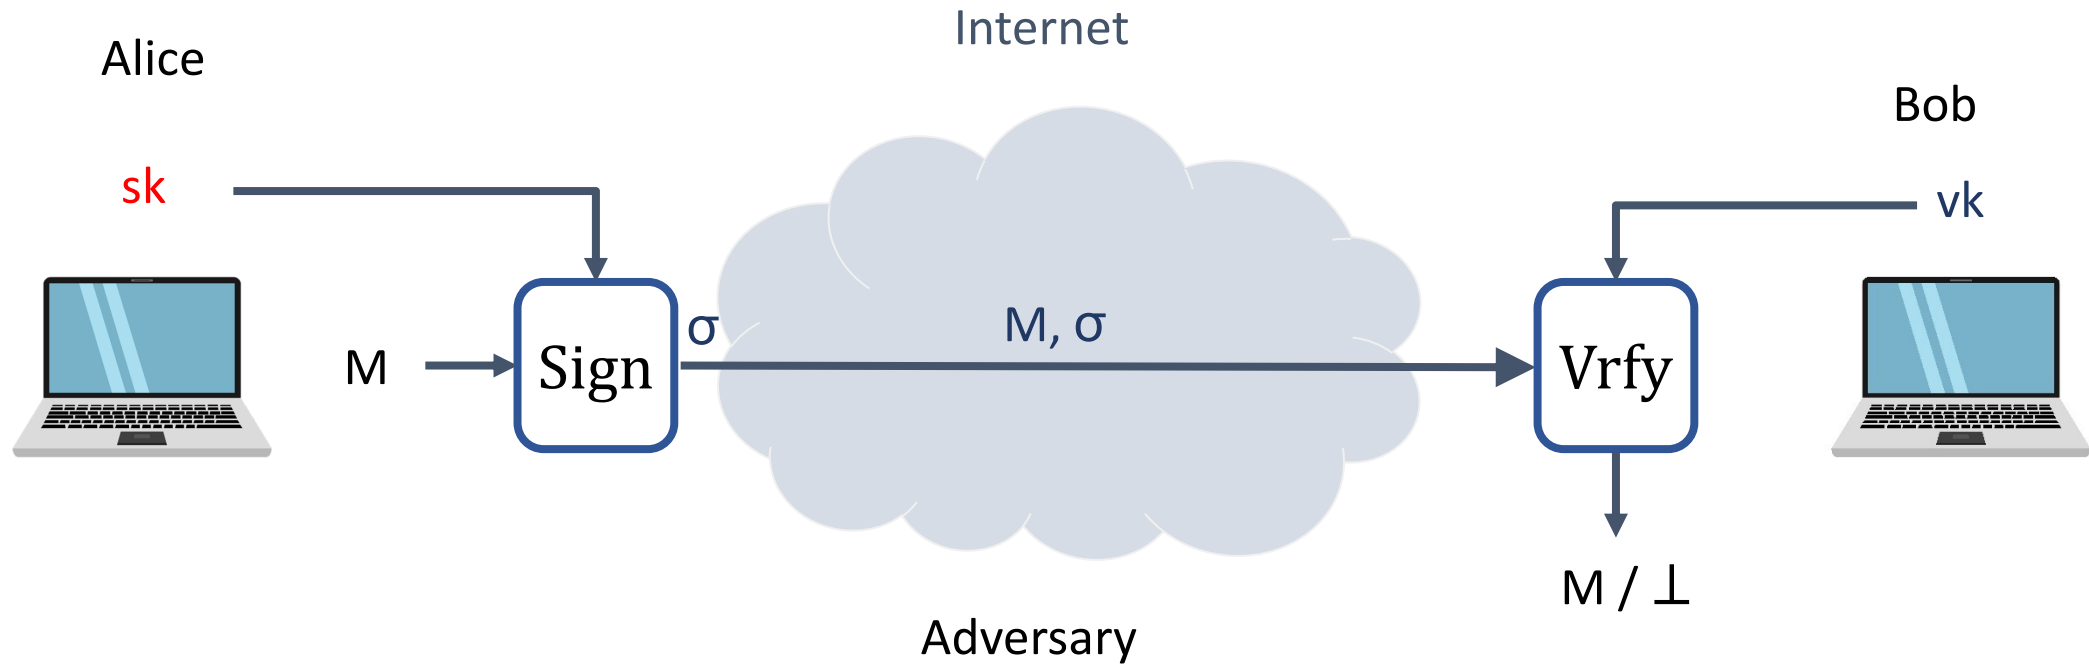 Internet
Alice
Bob
sk
vk
σ
M, σ
M
Sign
Vrfy
M / ⊥
Adversary